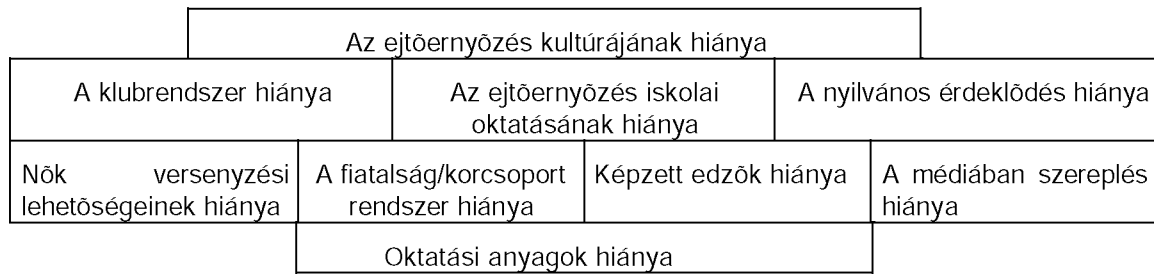 Az ejtõernyõzés kultúrájának hiánya
A klubrendszer hiánya
Az ejtõernyõzés iskolai
oktatásának hiánya
A nyilvános érdeklõdés hiánya
Nõk versenyzési
lehetõségeinek hiánya
A fiatalság/korcsoport
rendszer hiánya
Képzett edzõk hiánya
A médiában szereplés
hiánya
Oktatási anyagok hiánya